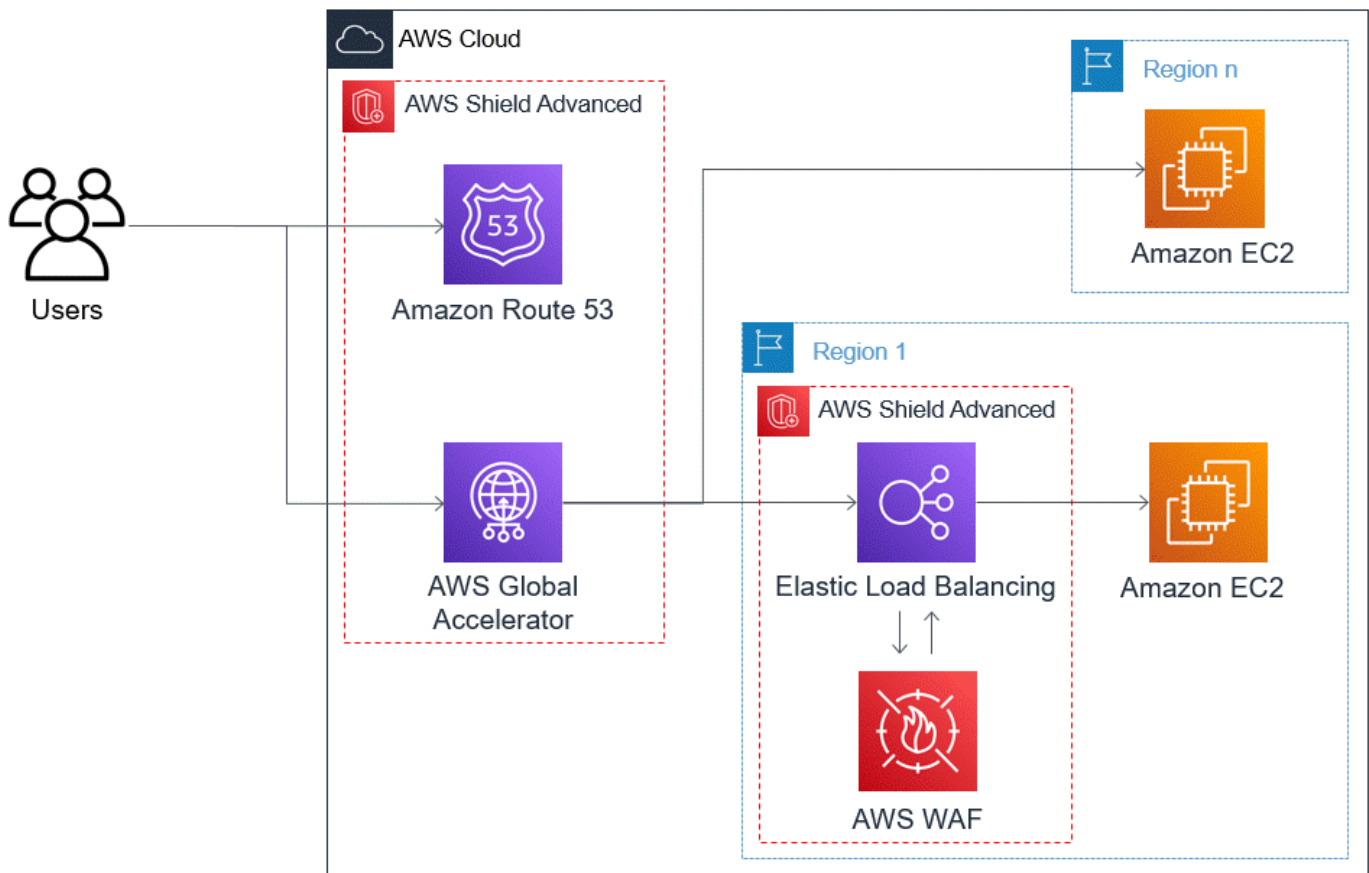 AWS Cloud
AWS Shield Advanced
Region n
53
Amazon EC2
Users
Amazon Route 53
Region 1
AWS Shield Advanced
AWS Global
Accelerator
Elastic Load Balancing
Amazon EC2
AWS WAF